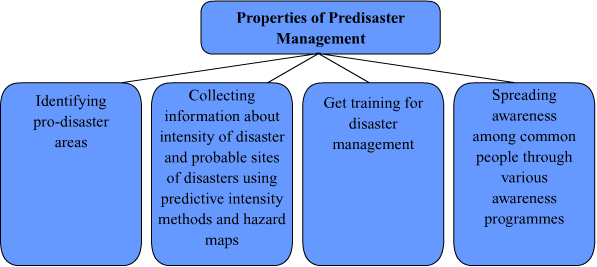 Properties of Predisaster
Management
Identifying
pro-disaster
areas
Collecting
information about
intensity of disaster
and probable sites
of disasters using
predictive intensity
methods and hazard
maps
Get training for
disaster
management
Spreading
awareness
among common
people through
various
awareness
programmes